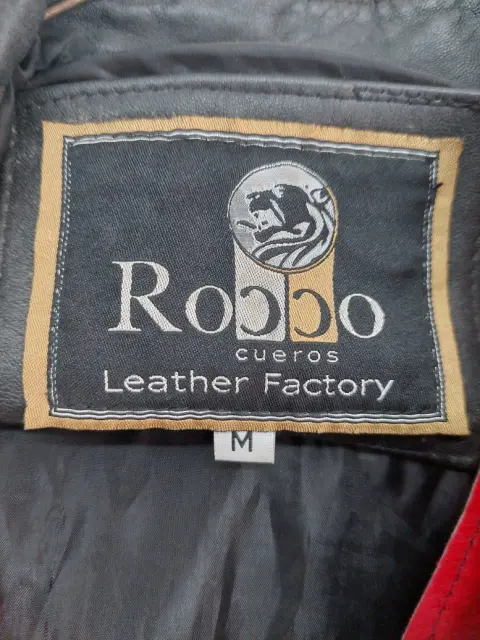 Rocco
cueros
Leather Factory
M